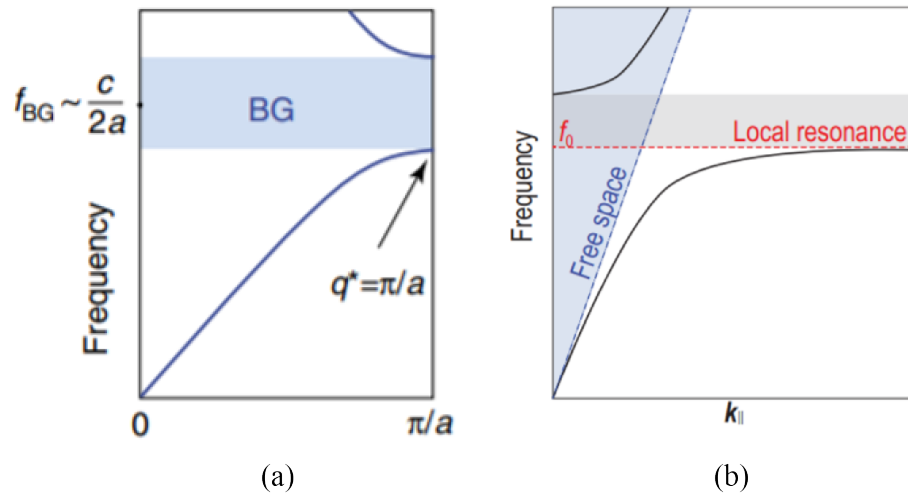 f_BG ~ c/2a
BG
Frequency
q*=π/a
0
π/a
(a)
Frequency
f_0
Local resonance
Free space
k_||
(b)